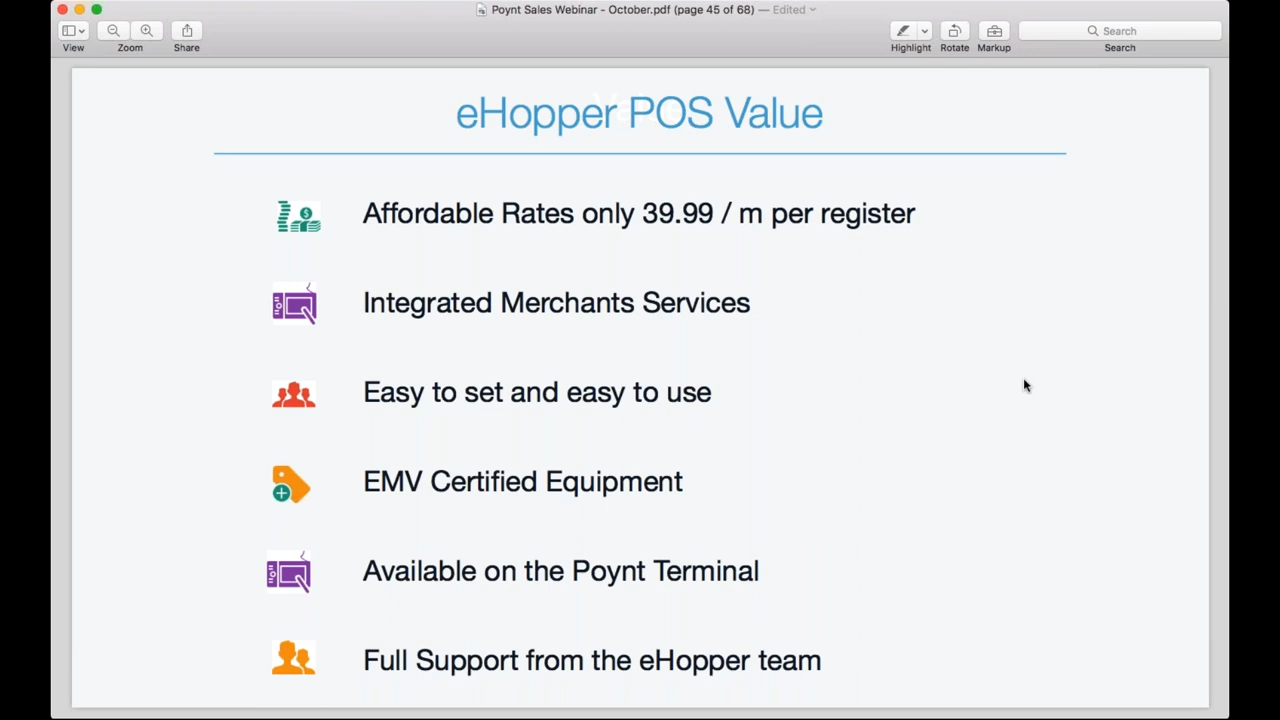 Poynt Sales Webinar - October.pdf (page 45 of 68) — Edited
Search
View Zoom Share Highlight Rotate Markup Search
eHopper POS Value
Affordable Rates only 39.99 / m per register
Integrated Merchants Services
Easy to set and easy to use
EMV Certified Equipment
Available on the Poynt Terminal
Full Support from the eHopper team